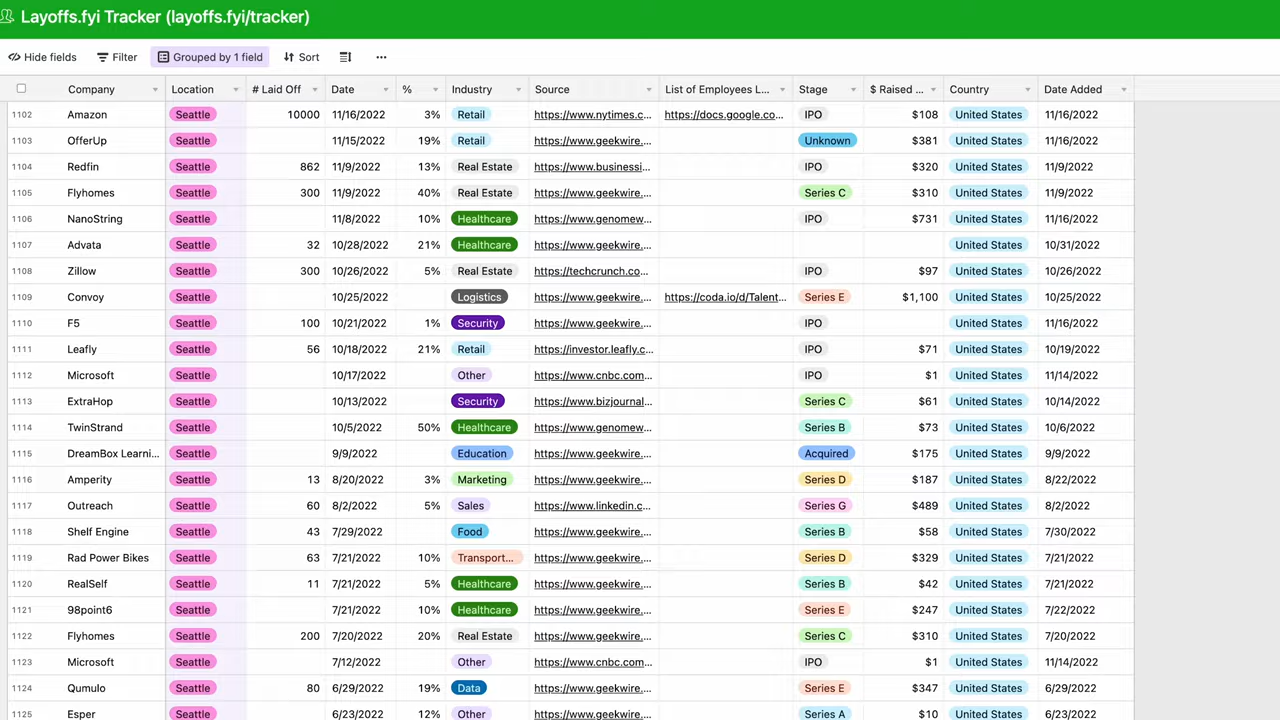 Layoffs.fyi Tracker (layoffs.fyi/tracker)
Hide fields Filter Grouped by 1 field Sort
Company Location # Laid Off Date % Industry Source List of Employees L... Stage $ Raised ... Country Date Added
1102 Amazon Seattle 10000 11/16/2022 3% Retail https://www.nytimes.c... https://docs.google.co... IPO $108 United States 11/16/2022
1103 OfferUp Seattle 11/15/2022 19% Retail https://www.geekwire.... Unknown $381 United States 11/16/2022
1104 Redfin Seattle 862 11/9/2022 13% Real Estate https://www.businessi... IPO $320 United States 11/9/2022
1105 Flyhomes Seattle 300 11/9/2022 40% Real Estate https://www.geekwire.... Series C $310 United States 11/9/2022
1106 NanoString Seattle 11/8/2022 10% Healthcare https://www.genomew... IPO $731 United States 11/16/2022
1107 Advata Seattle 32 10/28/2022 21% Healthcare https://www.geekwire.... United States 10/31/2022
1108 Zillow Seattle 300 10/26/2022 5% Real Estate https://techcrunch.co... IPO $97 United States 10/26/2022
1109 Convoy Seattle 10/25/2022 Logistics https://www.geekwire.... https://coda.io/d/Talent... Series E $1,100 United States 10/25/2022
1110 F5 Seattle 100 10/21/2022 1% Security https://www.geekwire.... IPO United States 11/16/2022
1111 Leafly Seattle 56 10/18/2022 21% Retail https://investor.leafly.c... IPO $71 United States 10/19/2022
1112 Microsoft Seattle 10/17/2022 Other https://www.cnbc.com... IPO $1 United States 11/14/2022
1113 ExtraHop Seattle 10/13/2022 Security https://www.bizjournal... Series C $61 United States 10/14/2022
1114 TwinStrand Seattle 10/5/2022 50% Healthcare https://www.genomew... Series B $73 United States 10/6/2022
1115 DreamBox Learni... Seattle 9/9/2022 Education https://www.geekwire.... Acquired $175 United States 9/9/2022
1116 Amperity Seattle 13 8/20/2022 3% Marketing https://www.geekwire.... Series D $187 United States 8/22/2022
1117 Outreach Seattle 60 8/2/2022 5% Sales https://www.linkedin.c... Series G $489 United States 8/2/2022
1118 Shelf Engine Seattle 43 7/29/2022 Food https://www.geekwire.... Series B $58 United States 7/30/2022
1119 Rad Power Bikes Seattle 63 7/21/2022 10% Transport... https://www.geekwire.... Series D $329 United States 7/21/2022
1120 RealSelf Seattle 11 7/21/2022 5% Healthcare https://www.geekwire.... Series B $42 United States 7/21/2022
1121 98point6 Seattle 7/21/2022 10% Healthcare https://www.geekwire.... Series E $247 United States 7/22/2022
1122 Flyhomes Seattle 200 7/20/2022 20% Real Estate https://www.geekwire.... Series C $310 United States 7/20/2022
1123 Microsoft Seattle 7/12/2022 Other https://www.cnbc.com... IPO $1 United States 11/14/2022
1124 Qumulo Seattle 80 6/29/2022 19% Data https://www.geekwire.... Series E $347 United States 6/29/2022
1125 Esper Seattle 6/23/2022 12% Other https://www.geekwire.... Series A $10 United States 6/23/2022